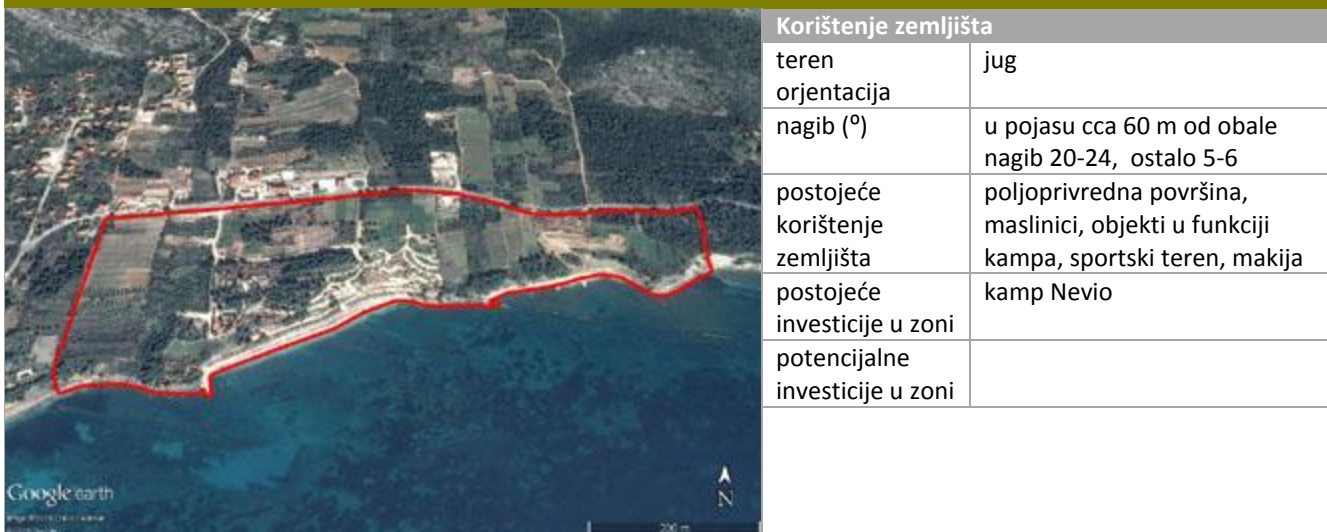 Korištenje zemljišta
teren
orjentacija
jug
nagib (⁰)
u pojasu cca 60 m od obale
nagib 20-24, ostalo 5-6
postojeće
korištenje
zemljišta
poljoprivredna površina,
maslinici, objekti u funkciji
kampa, sportski teren, makija
postojeće
investicije u zoni
kamp Nevio
potencijalne
investicije u zoni
Google earth
N
200 m